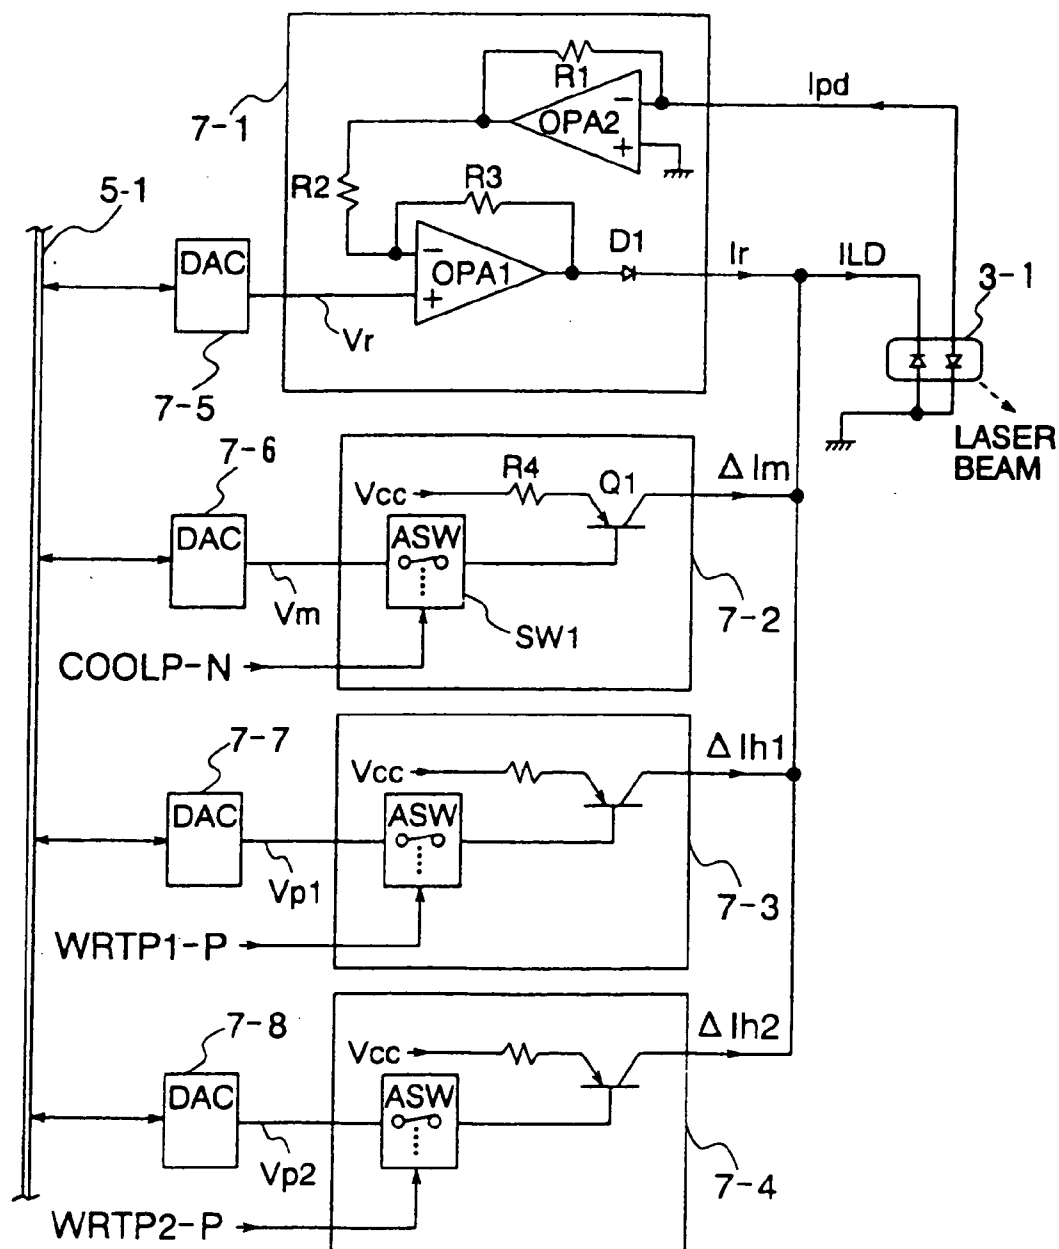 R1
Ipd
OPA2
−
+
7-1
R2
R3
5-1
DAC
−
OPA1
+
D1
Ir
ILD
3-1
Vr
7-5
LASER
BEAM
7-6
Vcc
R4
Q1
Δ Im
DAC
ASW
Vm
SW1
7-2
COOLP-N
7-7
Vcc
Δ Ih1
DAC
ASW
Vp1
7-3
WRTP1-P
7-8
Vcc
Δ Ih2
DAC
ASW
Vp2
7-4
WRTP2-P